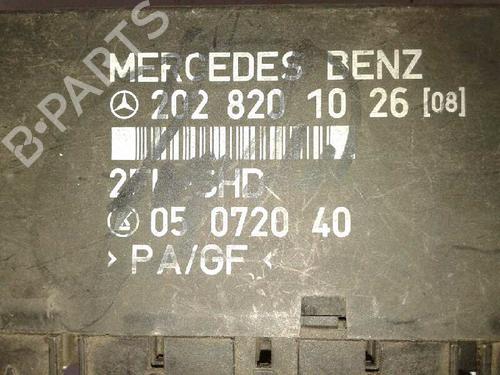 B-PARTS
MERCEDES BENZ
202 820 10 26 [08]
05 0720 40
> PA/GF <